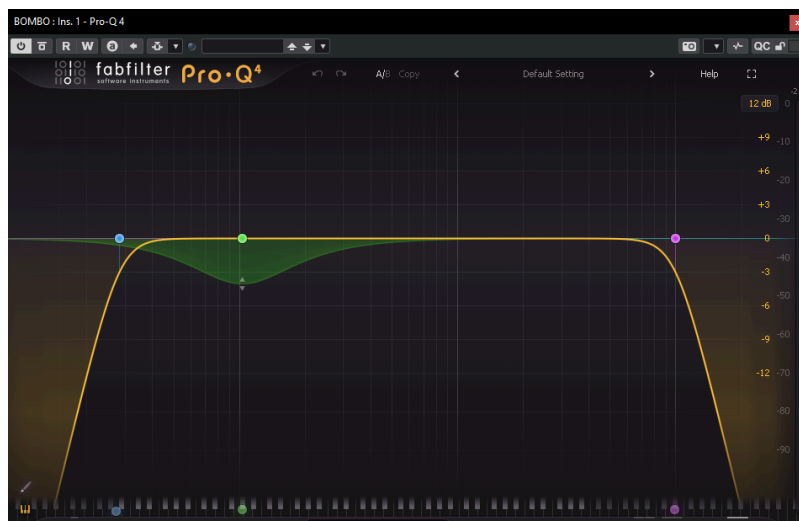 BOMBO : Ins. 1 - Pro-Q 4
R W a QC
fabfilter Pro·Q⁴
software instruments
A/B Copy Default Setting Help
12 dB 0
+9 -10
+6 -20
+3 -30
0 -40
-3 -50
-6 -60
-9 -70
-12 -80
-90